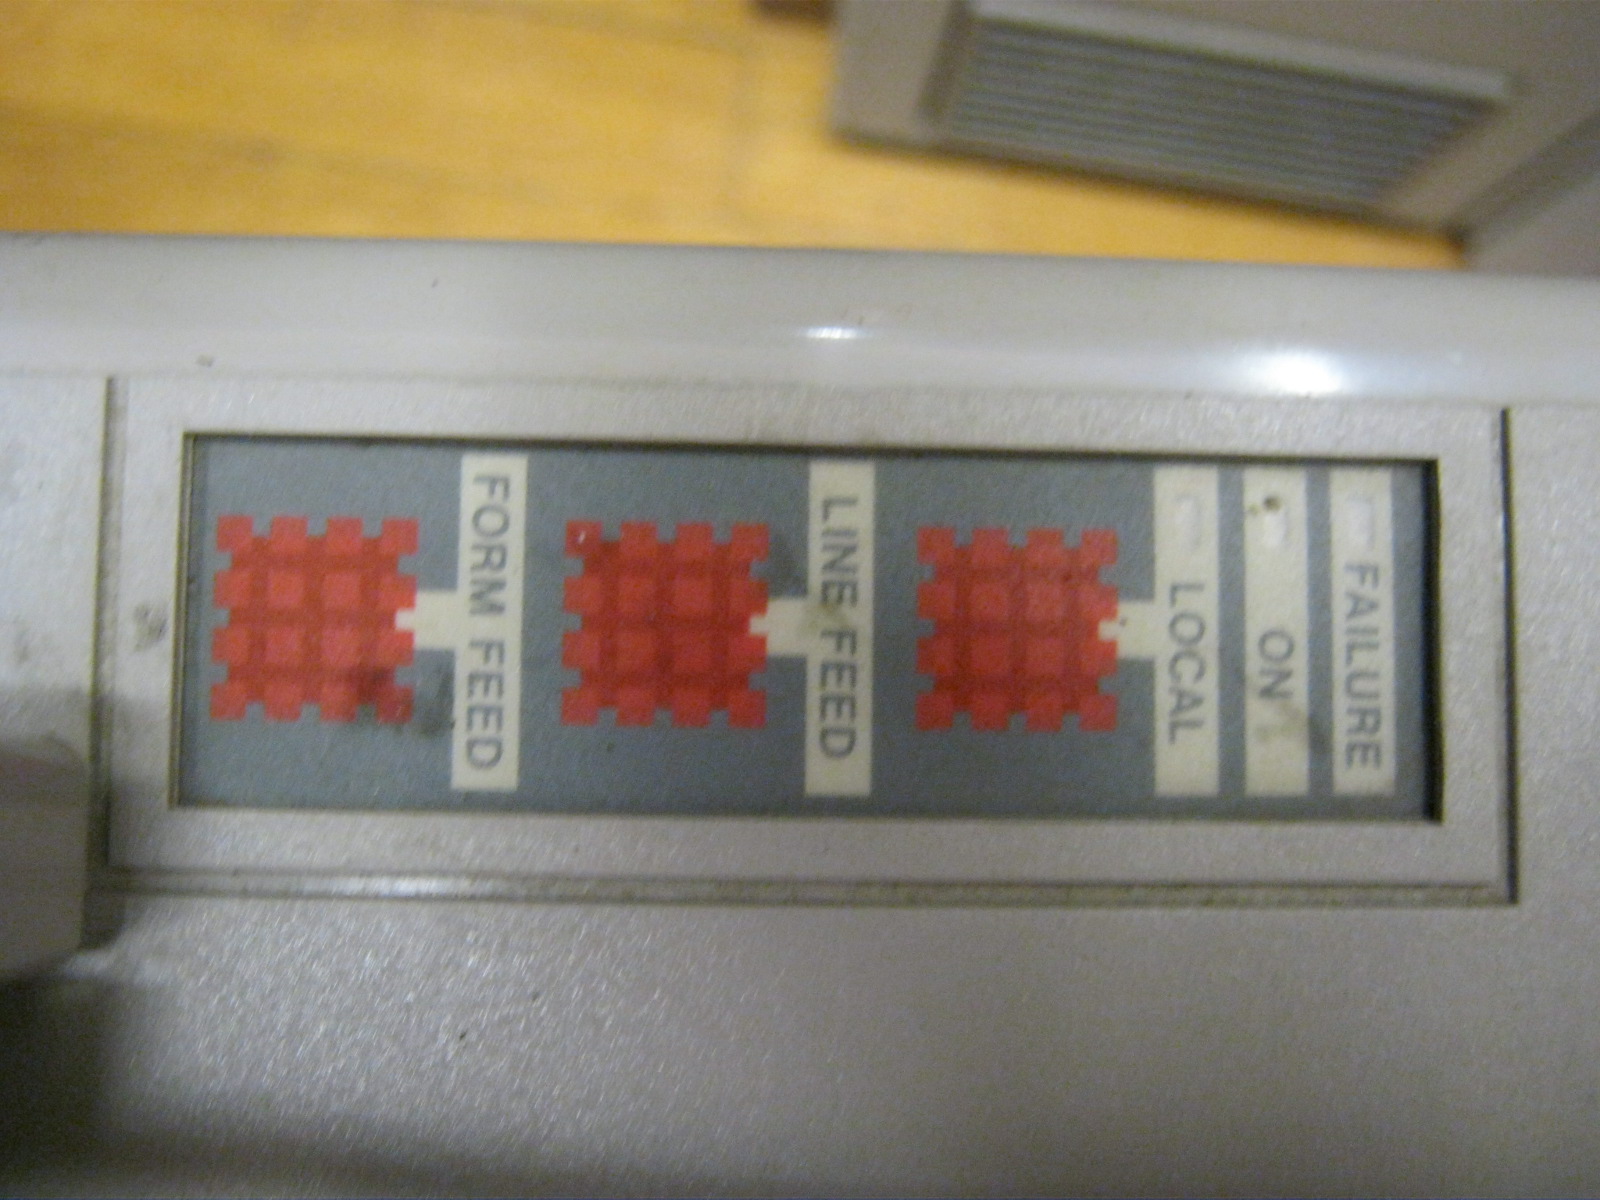 FAILURE
ON
LOCAL
LINE FEED
FORM FEED